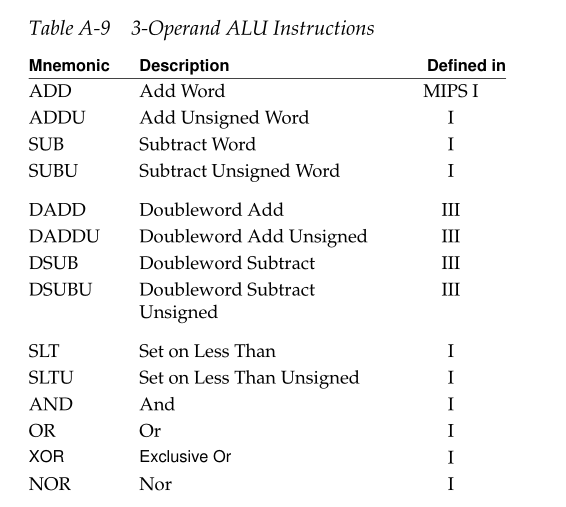 Table A-9 3-Operand ALU Instructions
Mnemonic Description Defined in
ADD Add Word MIPS I
ADDU Add Unsigned Word I
SUB Subtract Word I
SUBU Subtract Unsigned Word I
DADD Doubleword Add III
DADDU Doubleword Add Unsigned III
DSUB Doubleword Subtract III
DSUBU Doubleword Subtract III
Unsigned
SLT Set on Less Than I
SLTU Set on Less Than Unsigned I
AND And I
OR Or I
XOR Exclusive Or I
NOR Nor I